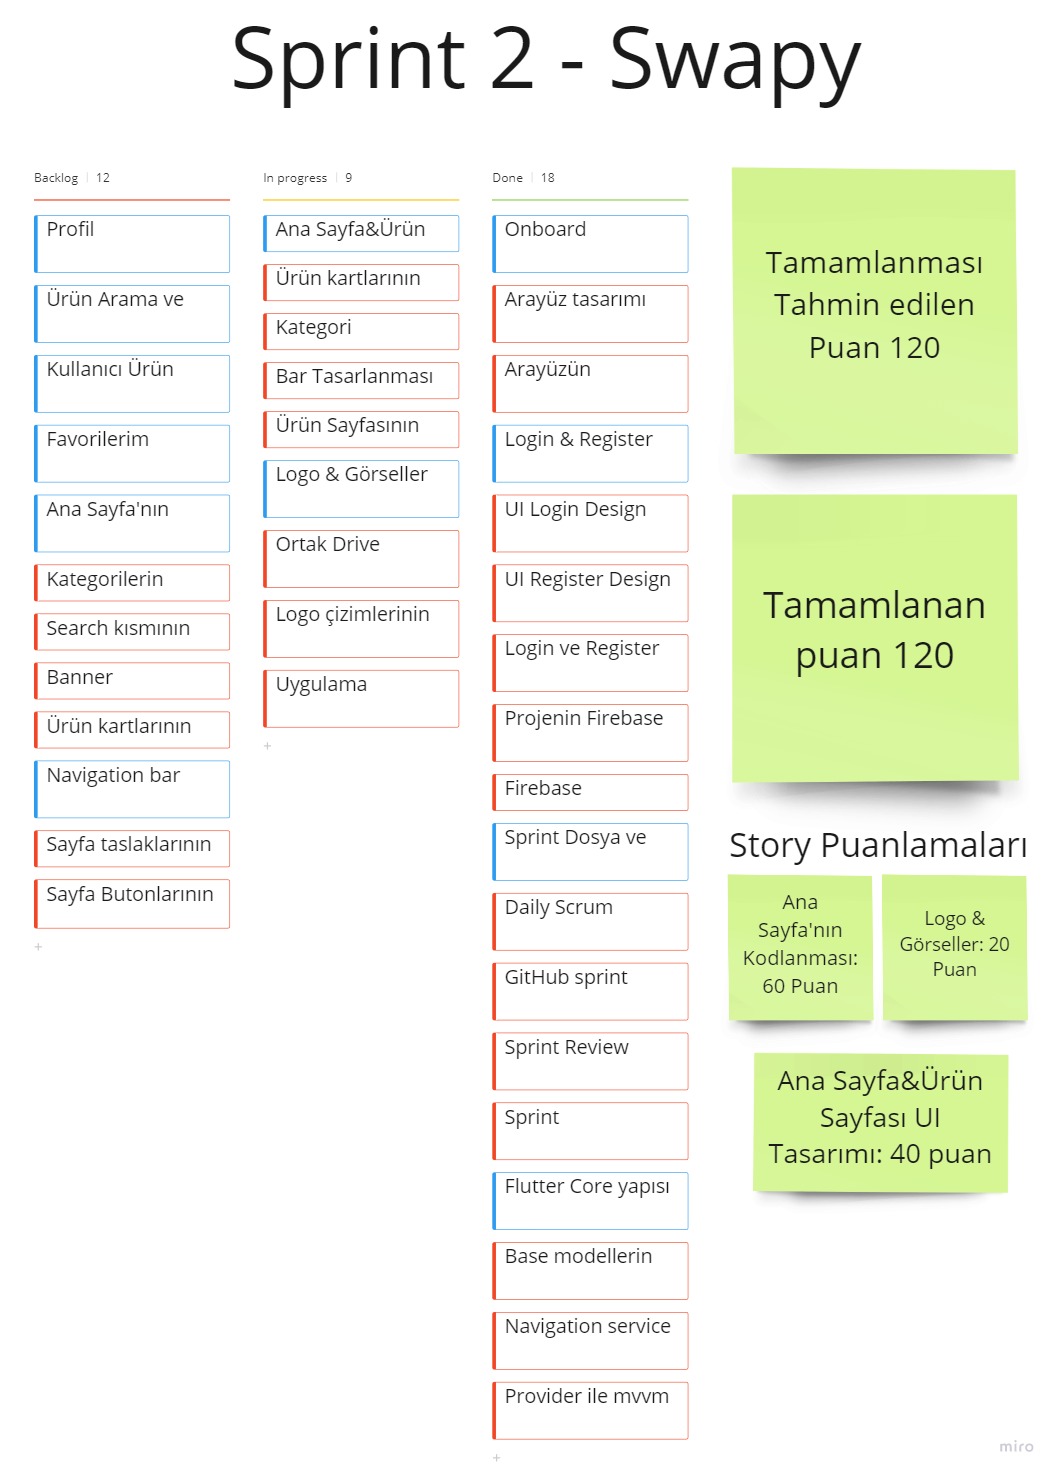 Sprint 2 - Swapy
Backlog 12
Profil
Ürün Arama ve
Kullanıcı Ürün
Favorilerim
Ana Sayfa'nın
Kategorilerin
Search kısmının
Banner
Ürün kartlarının
Navigation bar
Sayfa taslaklarının
Sayfa Butonlarının
+
In progress 9
Ana Sayfa&Ürün
Ürün kartlarının
Kategori
Bar Tasarlanması
Ürün Sayfasının
Logo & Görseller
Ortak Drive
Logo çizimlerinin
Uygulama
+
Done 18
Onboard
Arayüz tasarımı
Arayüzün
Login & Register
UI Login Design
UI Register Design
Login ve Register
Projenin Firebase
Firebase
Sprint Dosya ve
Daily Scrum
GitHub sprint
Sprint Review
Sprint
Flutter Core yapısı
Base modellerin
Navigation service
Provider ile mvvm
+
Tamamlanması
Tahmin edilen
Puan 120
Tamamlanan
puan 120
Story Puanlamaları
Ana
Sayfa'nın
Kodlanması:
60 Puan
Logo &
Görseller: 20
Puan
Ana Sayfa&Ürün
Sayfası UI
Tasarımı: 40 puan
miro